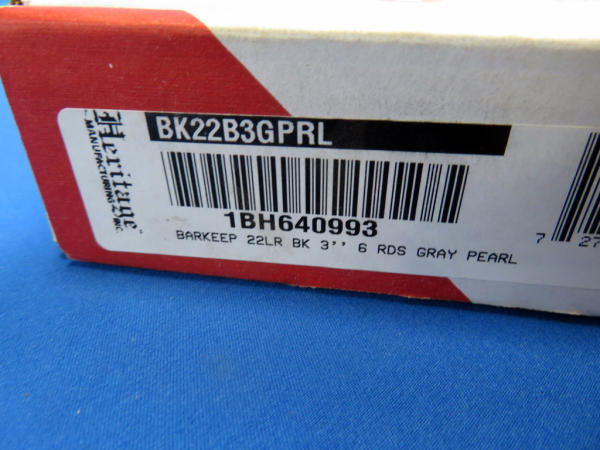 Heritage
MANUFACTURING INC.
BK22B3GPRL
1BH640993
BARKEEP 22LR BK 3'' 6 RDS GRAY PEARL
7 27